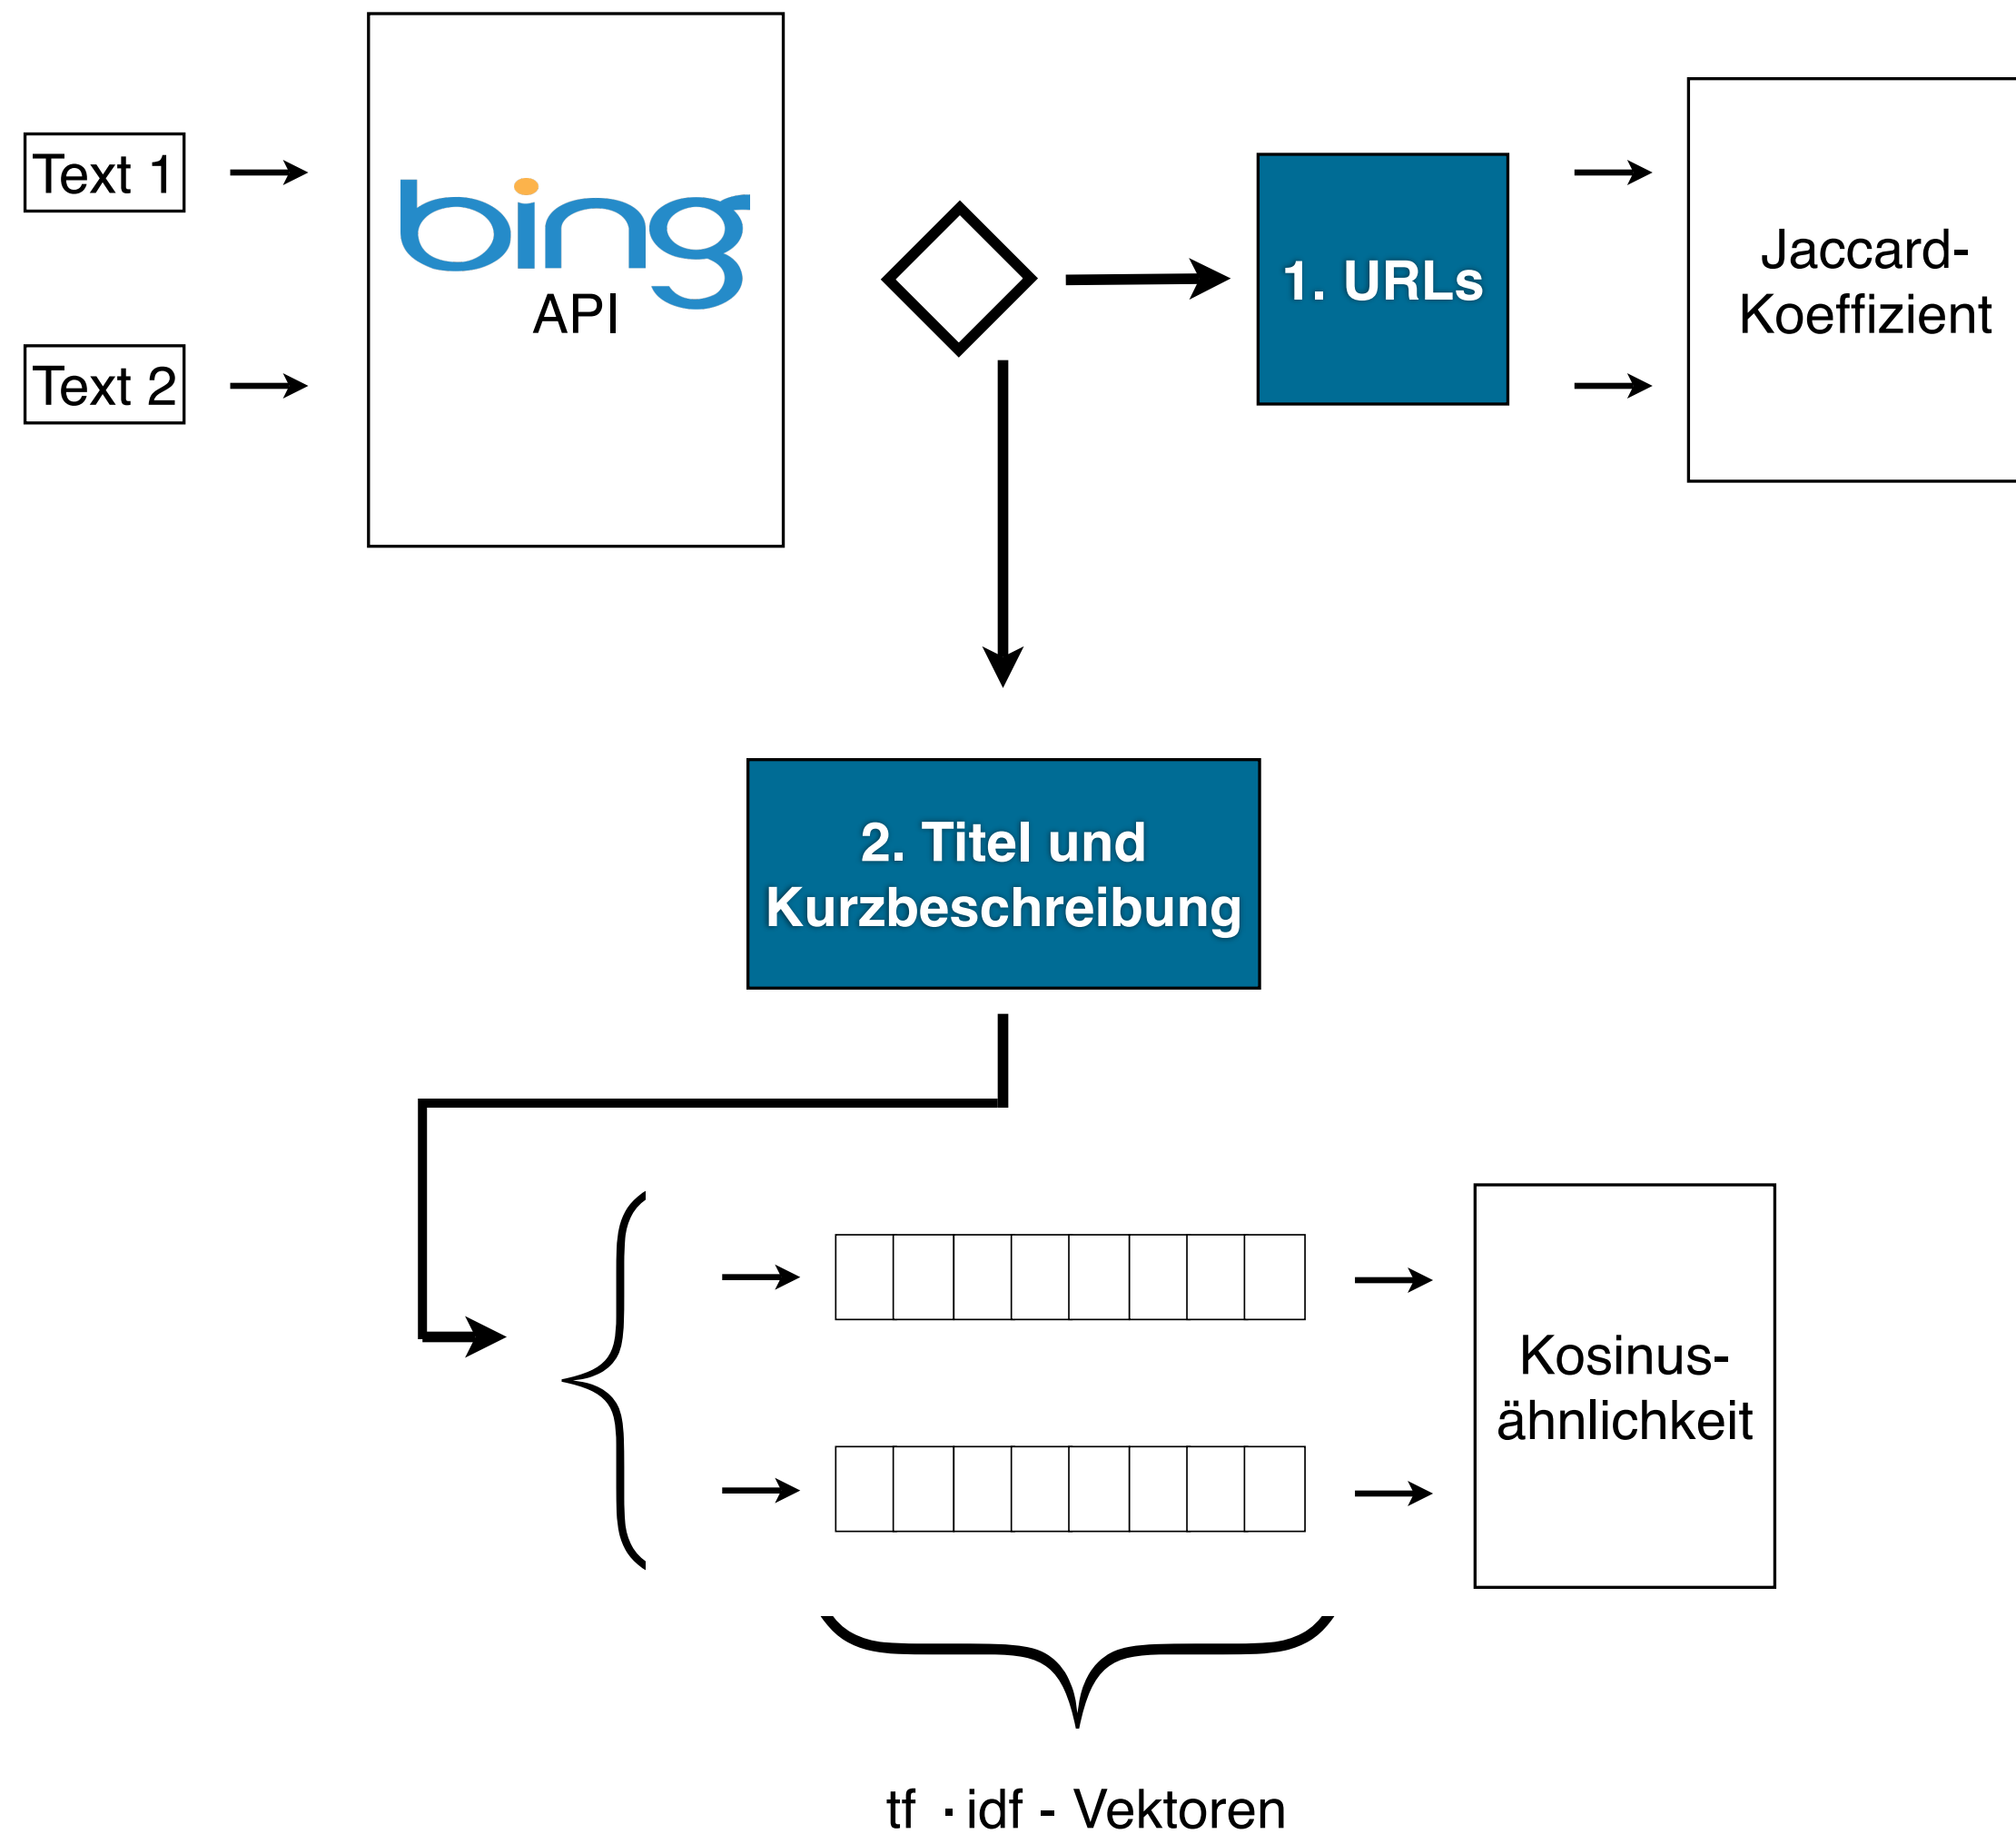 Text 1
Text 2
bing
API
1. URLs
Jaccard-
Koeffizient
2. Titel und
Kurzbeschreibung
Kosinus-
ähnlichkeit
tf · idf - Vektoren